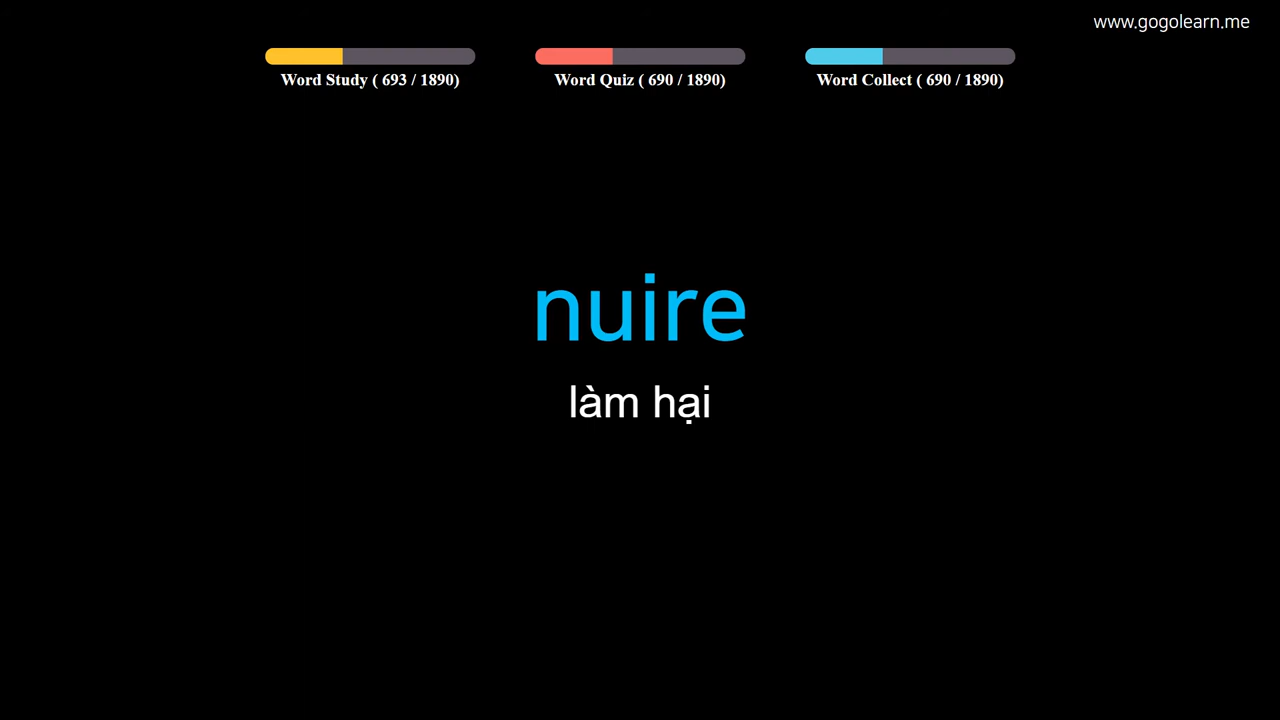 www.gogolearn.me
Word Study ( 693 / 1890)
Word Quiz ( 690 / 1890)
Word Collect ( 690 / 1890)
nuire
làm hại